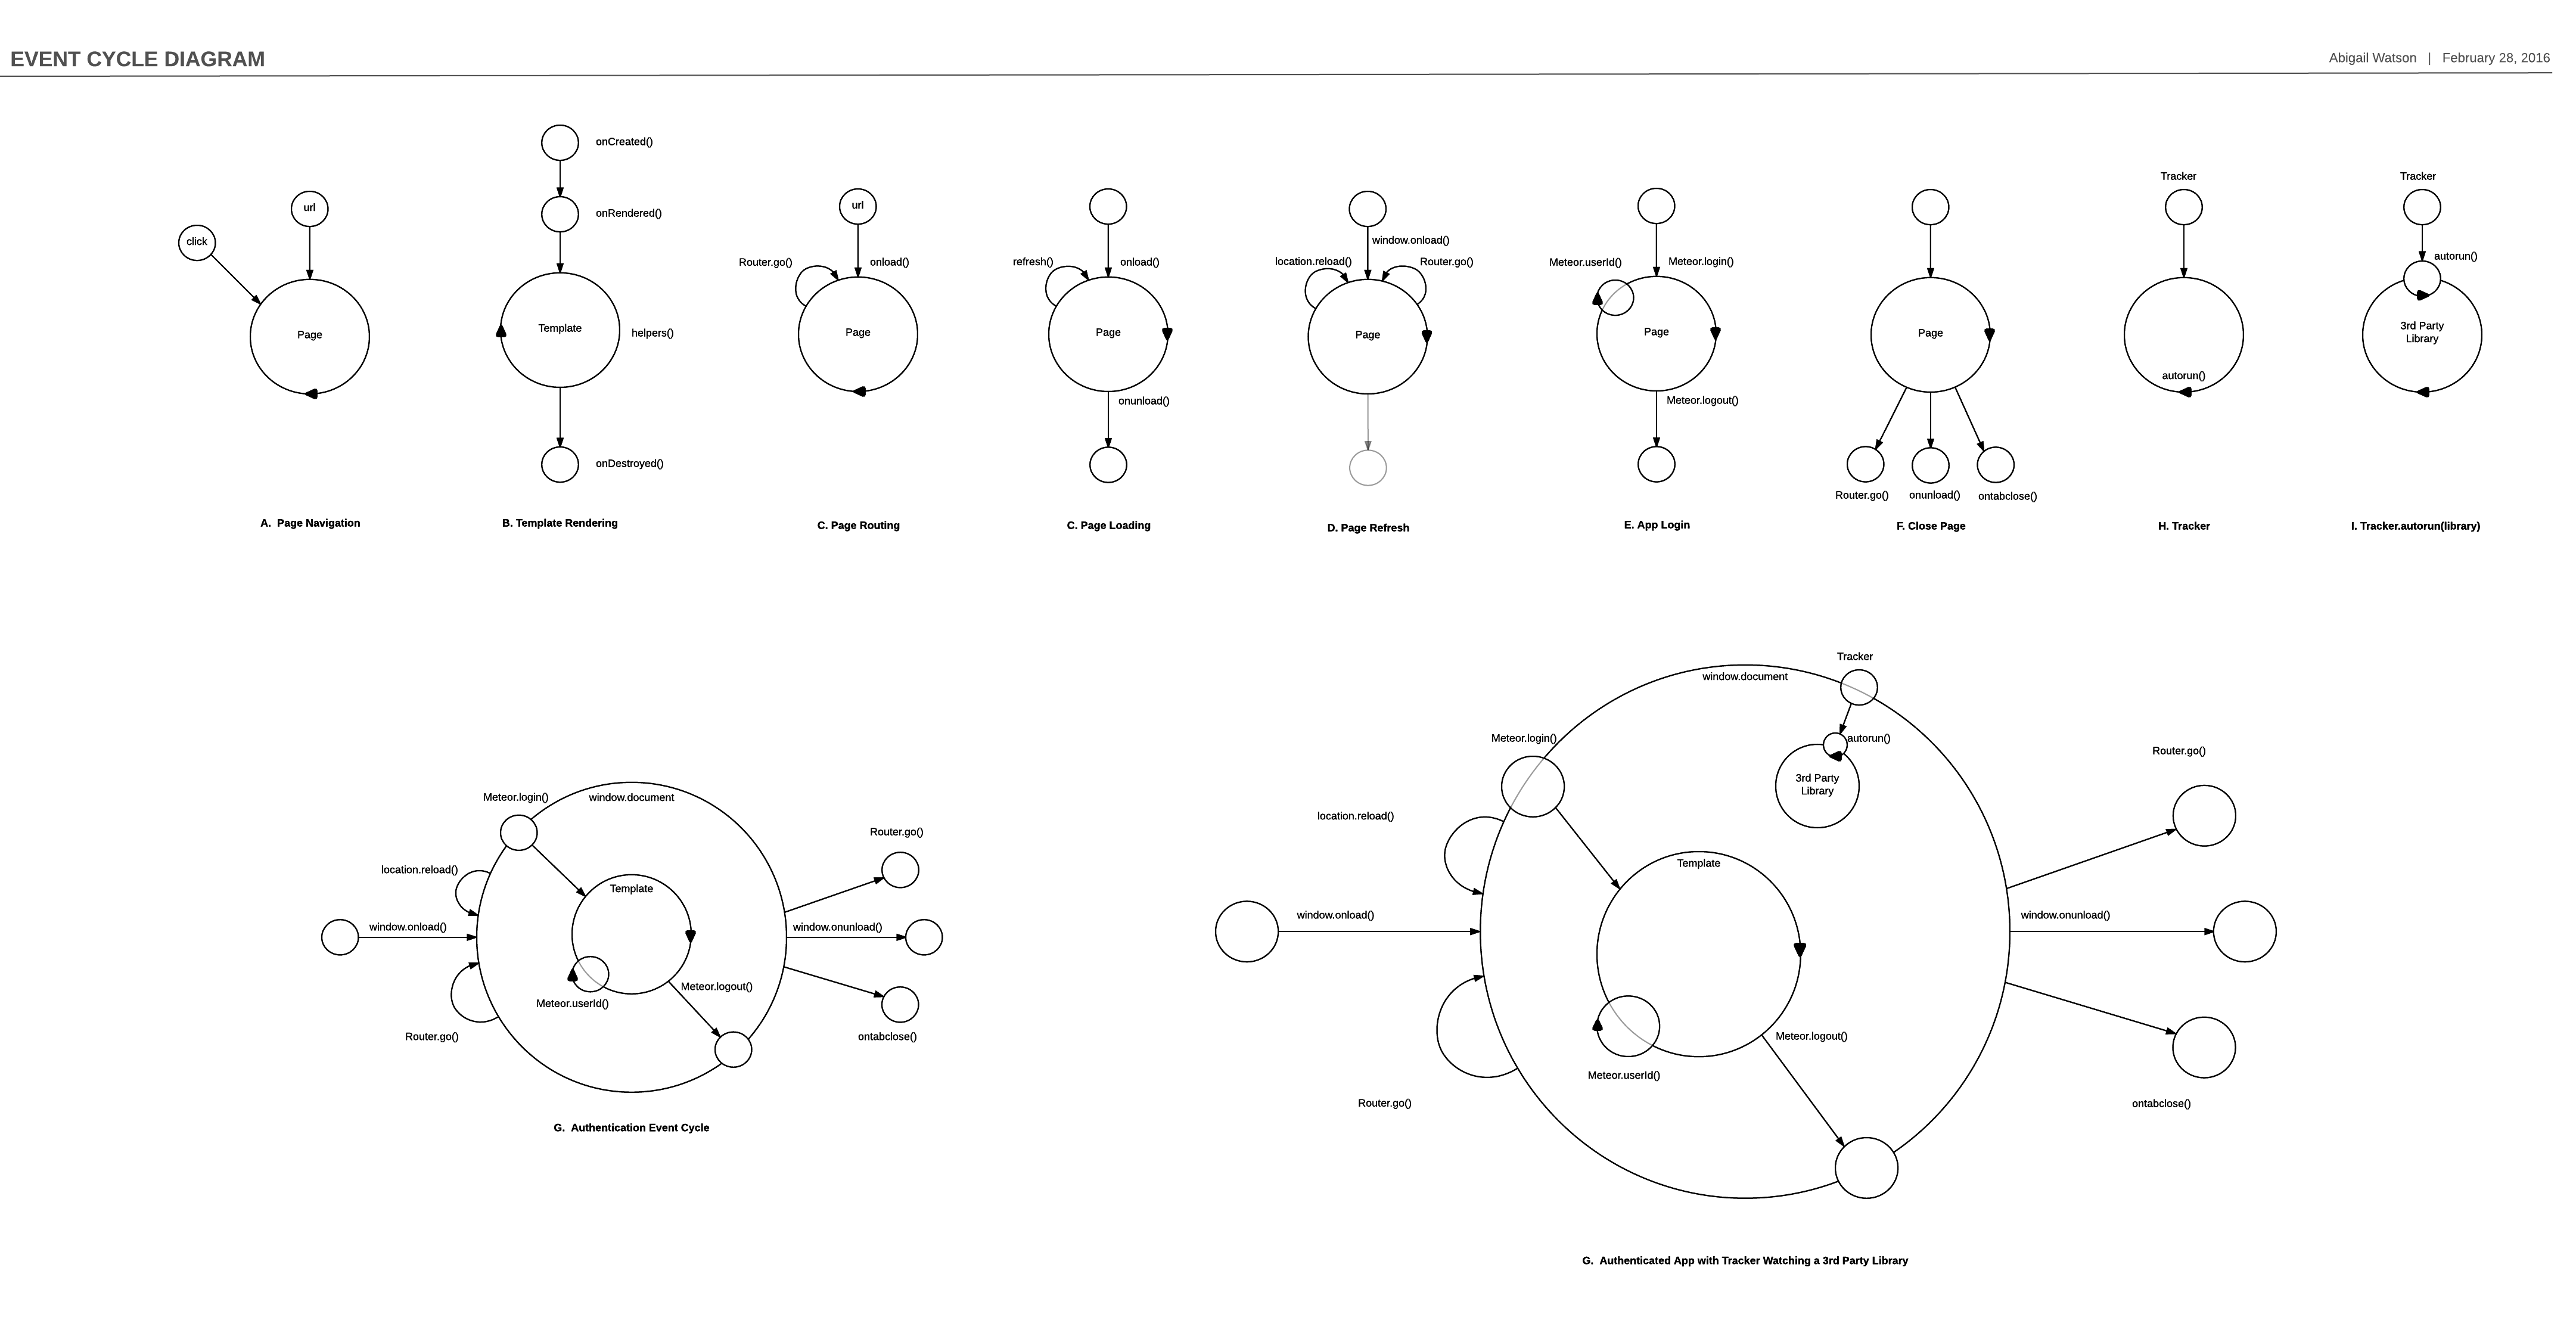 EVENT CYCLE DIAGRAM
Abigail Watson | February 28, 2016
click
url
Page
A. Page Navigation
onCreated()
onRendered()
Template
helpers()
onDestroyed()
B. Template Rendering
url
Router.go()
onload()
Page
C. Page Routing
refresh()
onload()
Page
onunload()
C. Page Loading
window.onload()
location.reload()
Router.go()
Page
D. Page Refresh
Meteor.userId()
Meteor.login()
Page
Meteor.logout()
E. App Login
Page
Router.go()
onunload()
ontabclose()
F. Close Page
Tracker
autorun()
H. Tracker
Tracker
autorun()
3rd Party
Library
I. Tracker.autorun(library)
Meteor.login()
window.document
location.reload()
Template
window.onload()
Router.go()
window.onunload()
Meteor.userId()
Meteor.logout()
Router.go()
ontabclose()
G. Authentication Event Cycle
Tracker
window.document
Meteor.login()
autorun()
3rd Party
Library
location.reload()
Router.go()
Template
window.onload()
window.onunload()
Meteor.logout()
Meteor.userId()
Router.go()
ontabclose()
G. Authenticated App with Tracker Watching a 3rd Party Library